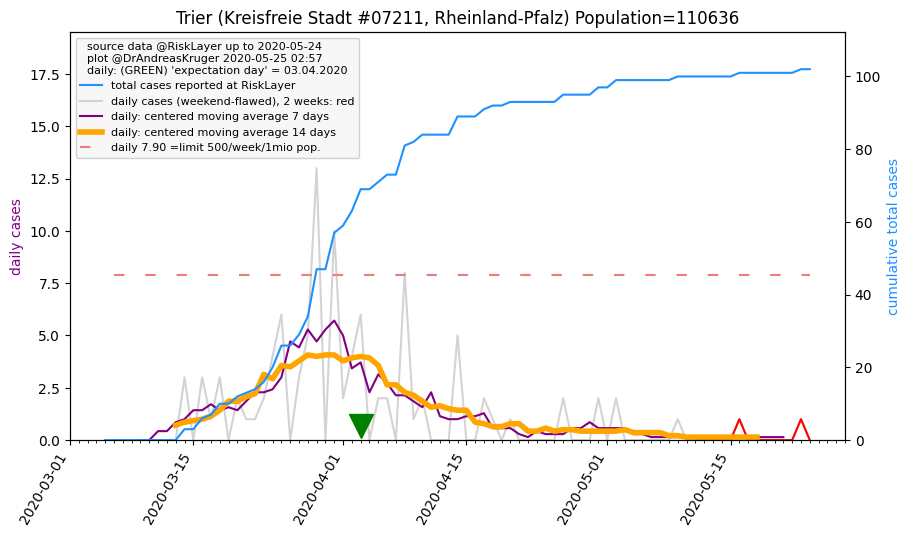 Trier (Kreisfreie Stadt #07211, Rheinland-Pfalz) Population=110636
source data @RiskLayer up to 2020-05-24
plot @DrAndreasKruger 2020-05-25 02:57
daily: (GREEN) 'expectation day' = 03.04.2020
total cases reported at RiskLayer
daily cases (weekend-flawed), 2 weeks: red
daily: centered moving average 7 days
daily: centered moving average 14 days
daily 7.90 =limit 500/week/1mio pop.
daily cases
17.5
15.0
12.5
10.0
7.5
5.0
2.5
0.0
100
80
60
40
20
0
cumulative total cases
2020-03-01
2020-03-15
2020-04-01
2020-04-15
2020-05-01
2020-05-15